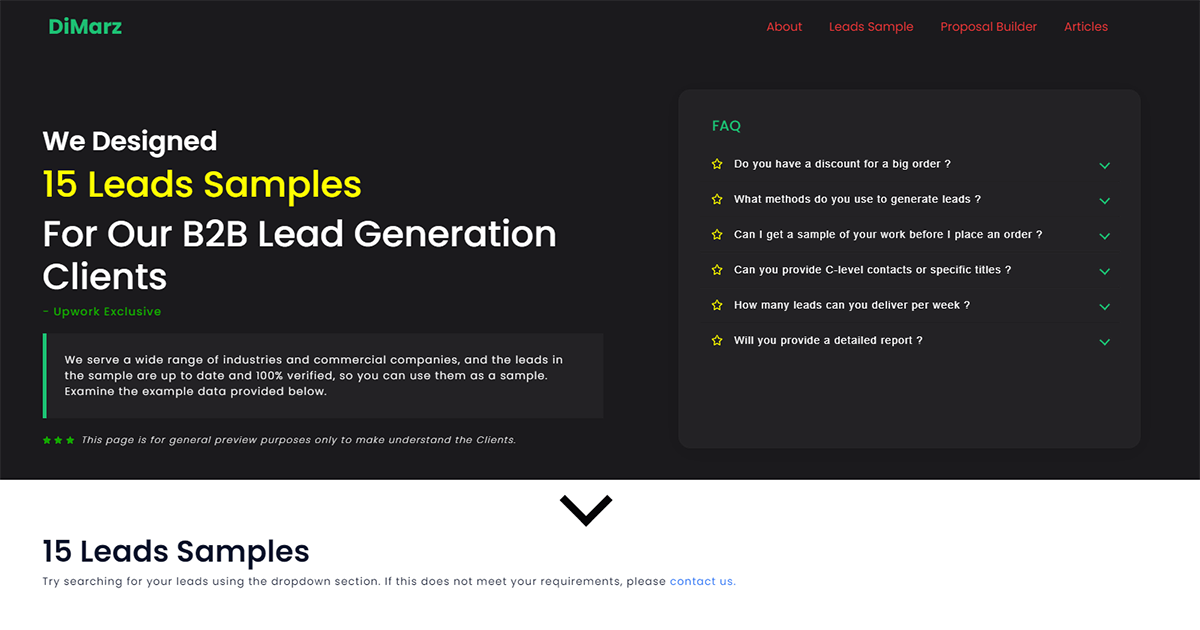 DiMarz
About
Leads Sample
Proposal Builder
Articles
We Designed
15 Leads Samples
For Our B2B Lead Generation
Clients
- Upwork Exclusive
We serve a wide range of industries and commercial companies, and the leads in
the sample are up to date and 100% verified, so you can use them as a sample.
Examine the example data provided below.
This page is for general preview purposes only to make understand the Clients.
FAQ
Do you have a discount for a big order ?
What methods do you use to generate leads ?
Can I get a sample of your work before I place an order ?
Can you provide C-level contacts or specific titles ?
How many leads can you deliver per week ?
Will you provide a detailed report ?
15 Leads Samples
Try searching for your leads using the dropdown section. If this does not meet your requirements, please contact us.